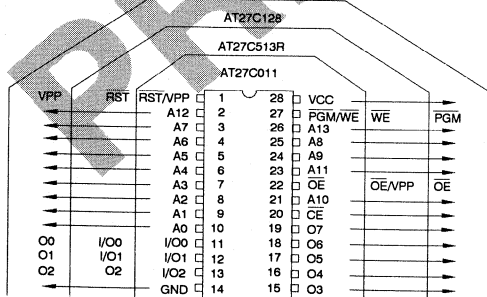 AT27C128
AT27C513R
AT27C011
VPP RST RST/VPP 1 28 VCC
A12 2 27 PGM/WE WE PGM
A7 3 26 A13
A6 4 25 A8
A5 5 24 A9
A4 6 23 A11
A3 7 22 OE OE/VPP OE
A2 8 21 A10
A1 9 20 CE
A0 10 19 O7
O0 I/O0 I/O0 11 18 O6
O1 I/O1 I/O1 12 17 O5
O2 O2 I/O2 13 16 O4
GND 14 15 O3